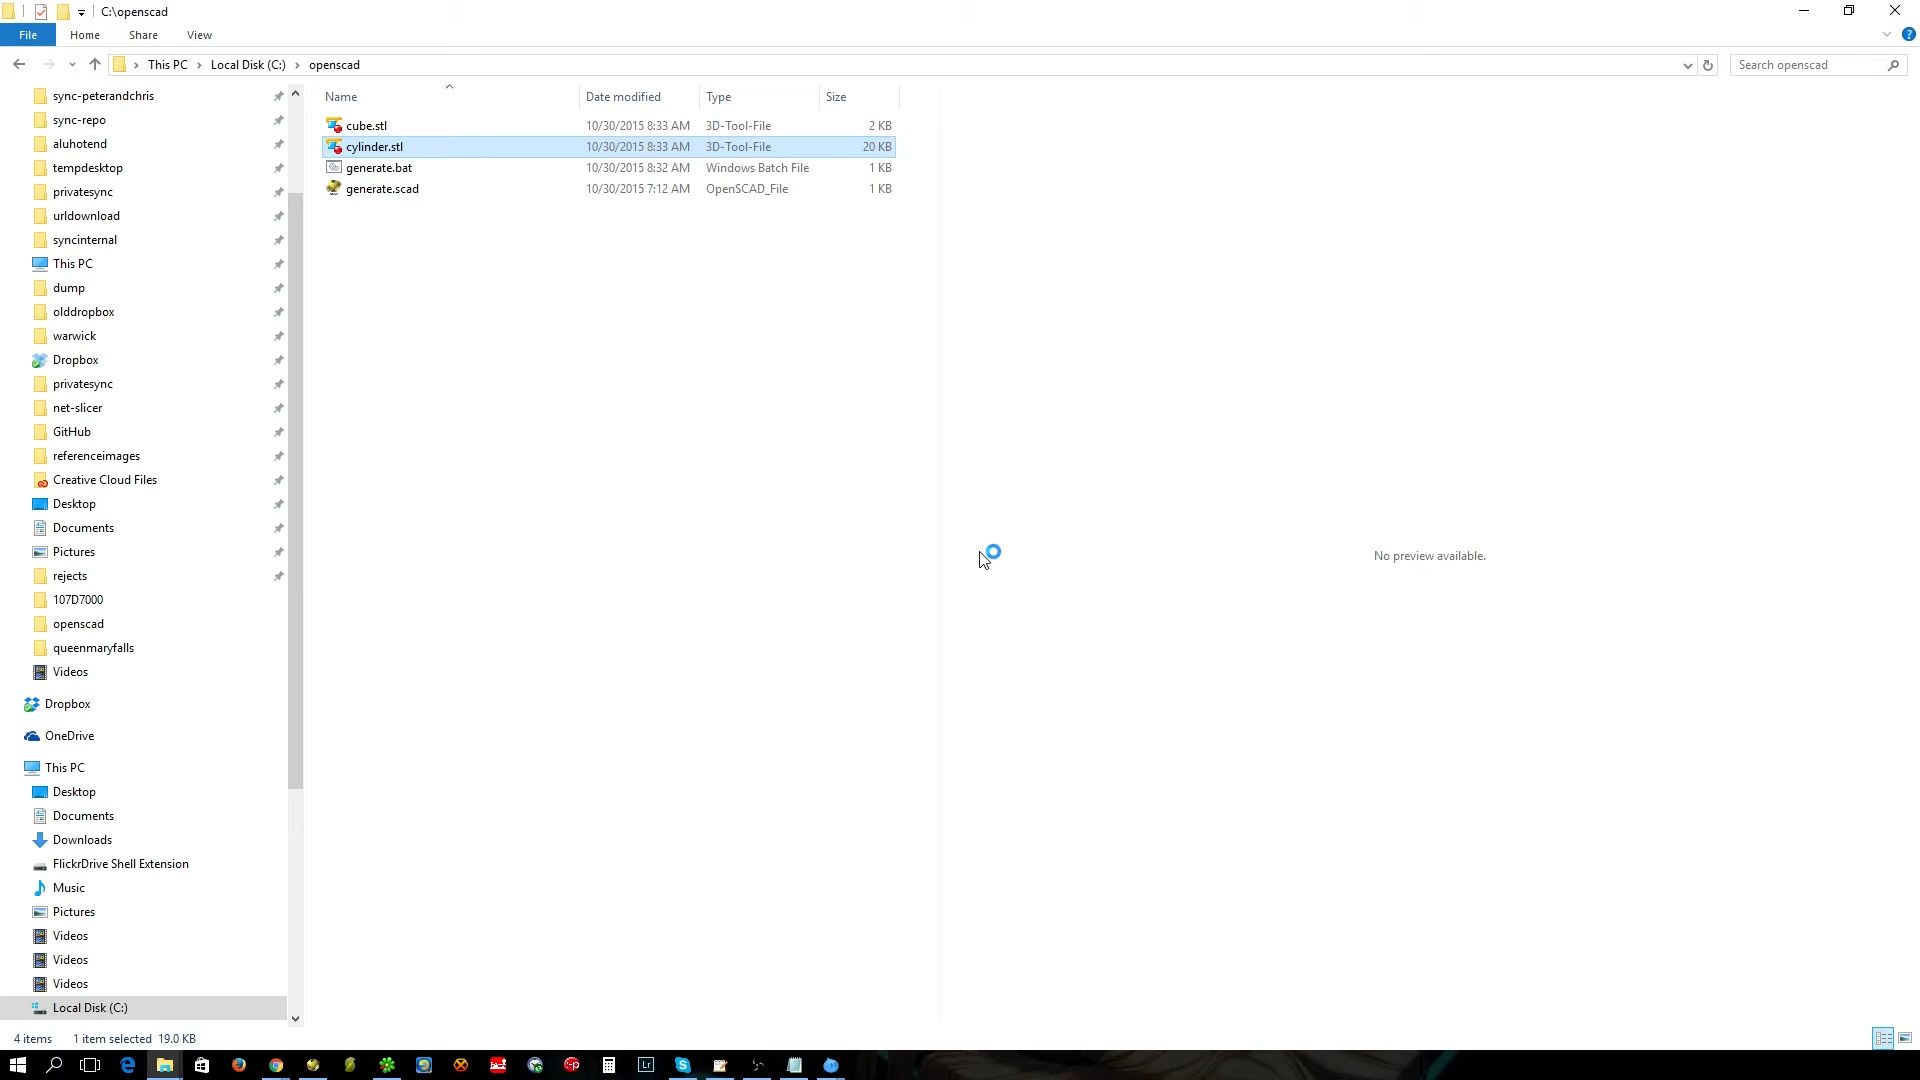 C:\openscad
File Home Share View
This PC Local Disk (C:) openscad
Search openscad
sync-peterandchris
sync-repo
aluhotend
tempdesktop
privatesync
urldownload
syncinternal
This PC
dump
olddropbox
warwick
Dropbox
privatesync
net-slicer
GitHub
referenceimages
Creative Cloud Files
Desktop
Documents
Pictures
rejects
107D7000
openscad
queenmaryfalls
Videos
Dropbox
OneDrive
This PC
Desktop
Documents
Downloads
FlickrDrive Shell Extension
Music
Pictures
Videos
Videos
Videos
Local Disk (C:)
Name Date modified Type Size
cube.stl 10/30/2015 8:33 AM 3D-Tool-File 2 KB
cylinder.stl 10/30/2015 8:33 AM 3D-Tool-File 20 KB
generate.bat 10/30/2015 8:32 AM Windows Batch File 1 KB
generate.scad 10/30/2015 7:12 AM OpenSCAD_File 1 KB
No preview available.
4 items 1 item selected 19.0 KB
Lr